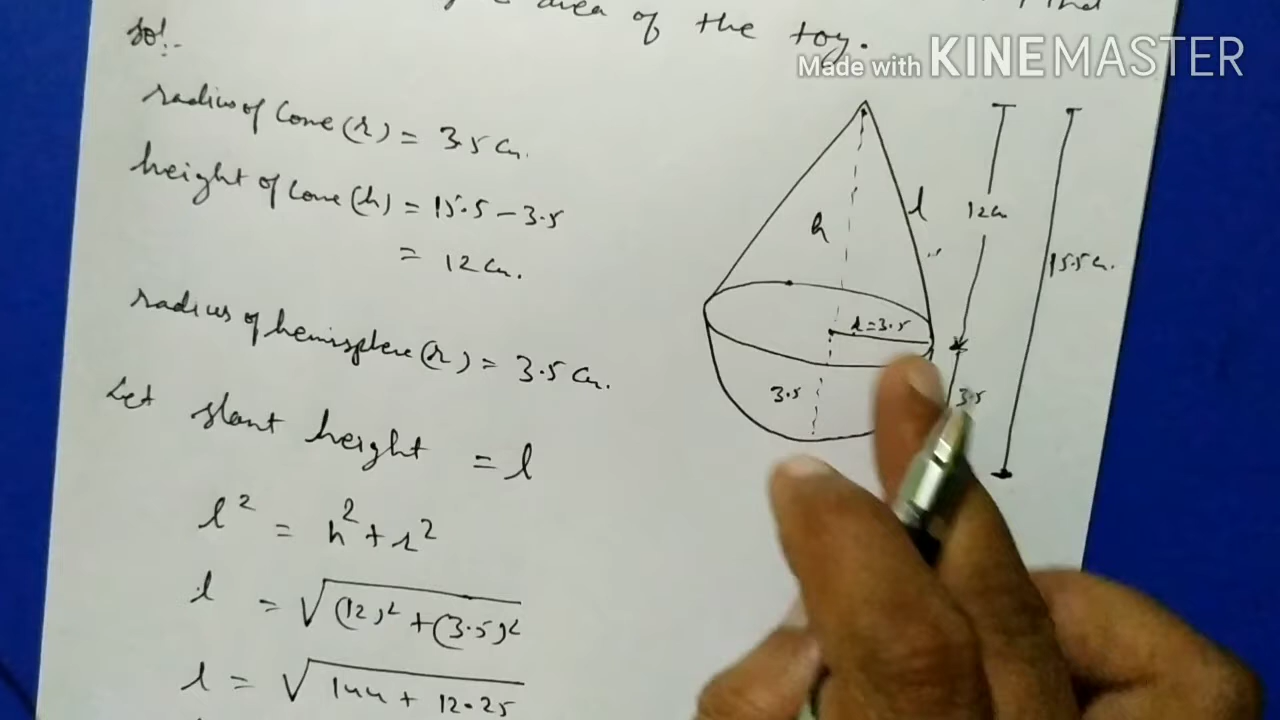 area of the toy.
Made with KINEMASTER
Sol:-
radius of Cone (r) = 3.5 Cm.
height of Cone (h) = 15.5 - 3.5
= 12 Cm.
radius of hemisphere (r) = 3.5 Cm.
Let slant height = l
l² = h² + r²
l = √(12)² + (3.5)²
l = √144 + 12.25
h
l
12 Cm
15.5 Cm.
r=3.5
3.5
3.5